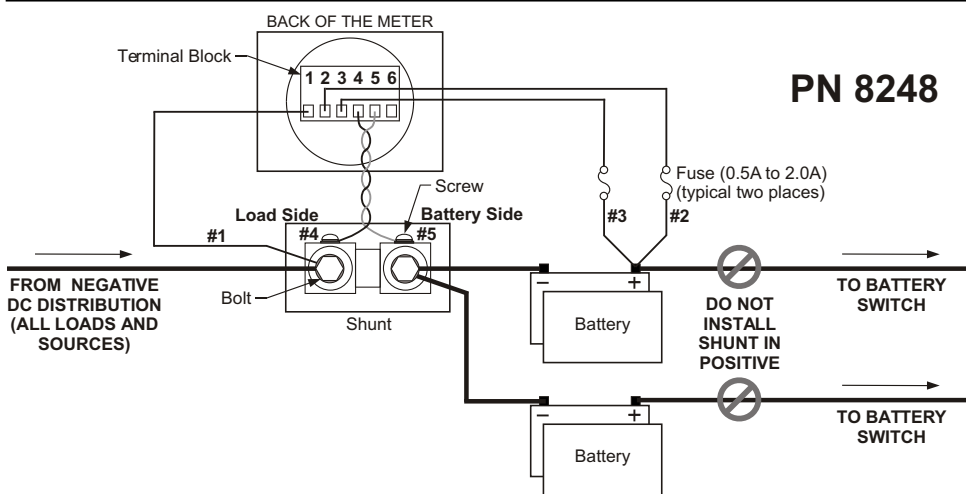 BACK OF THE METER
Terminal Block
1 2 3 4 5 6
PN 8248
Fuse (0.5A to 2.0A)
(typical two places)
Screw
Load Side
Battery Side
#3
#2
#1
#4
#5
FROM NEGATIVE
DC DISTRIBUTION
(ALL LOADS AND
SOURCES)
Bolt
Shunt
– +
Battery
DO NOT
INSTALL
SHUNT IN
POSITIVE
TO BATTERY
SWITCH
– +
Battery
TO BATTERY
SWITCH